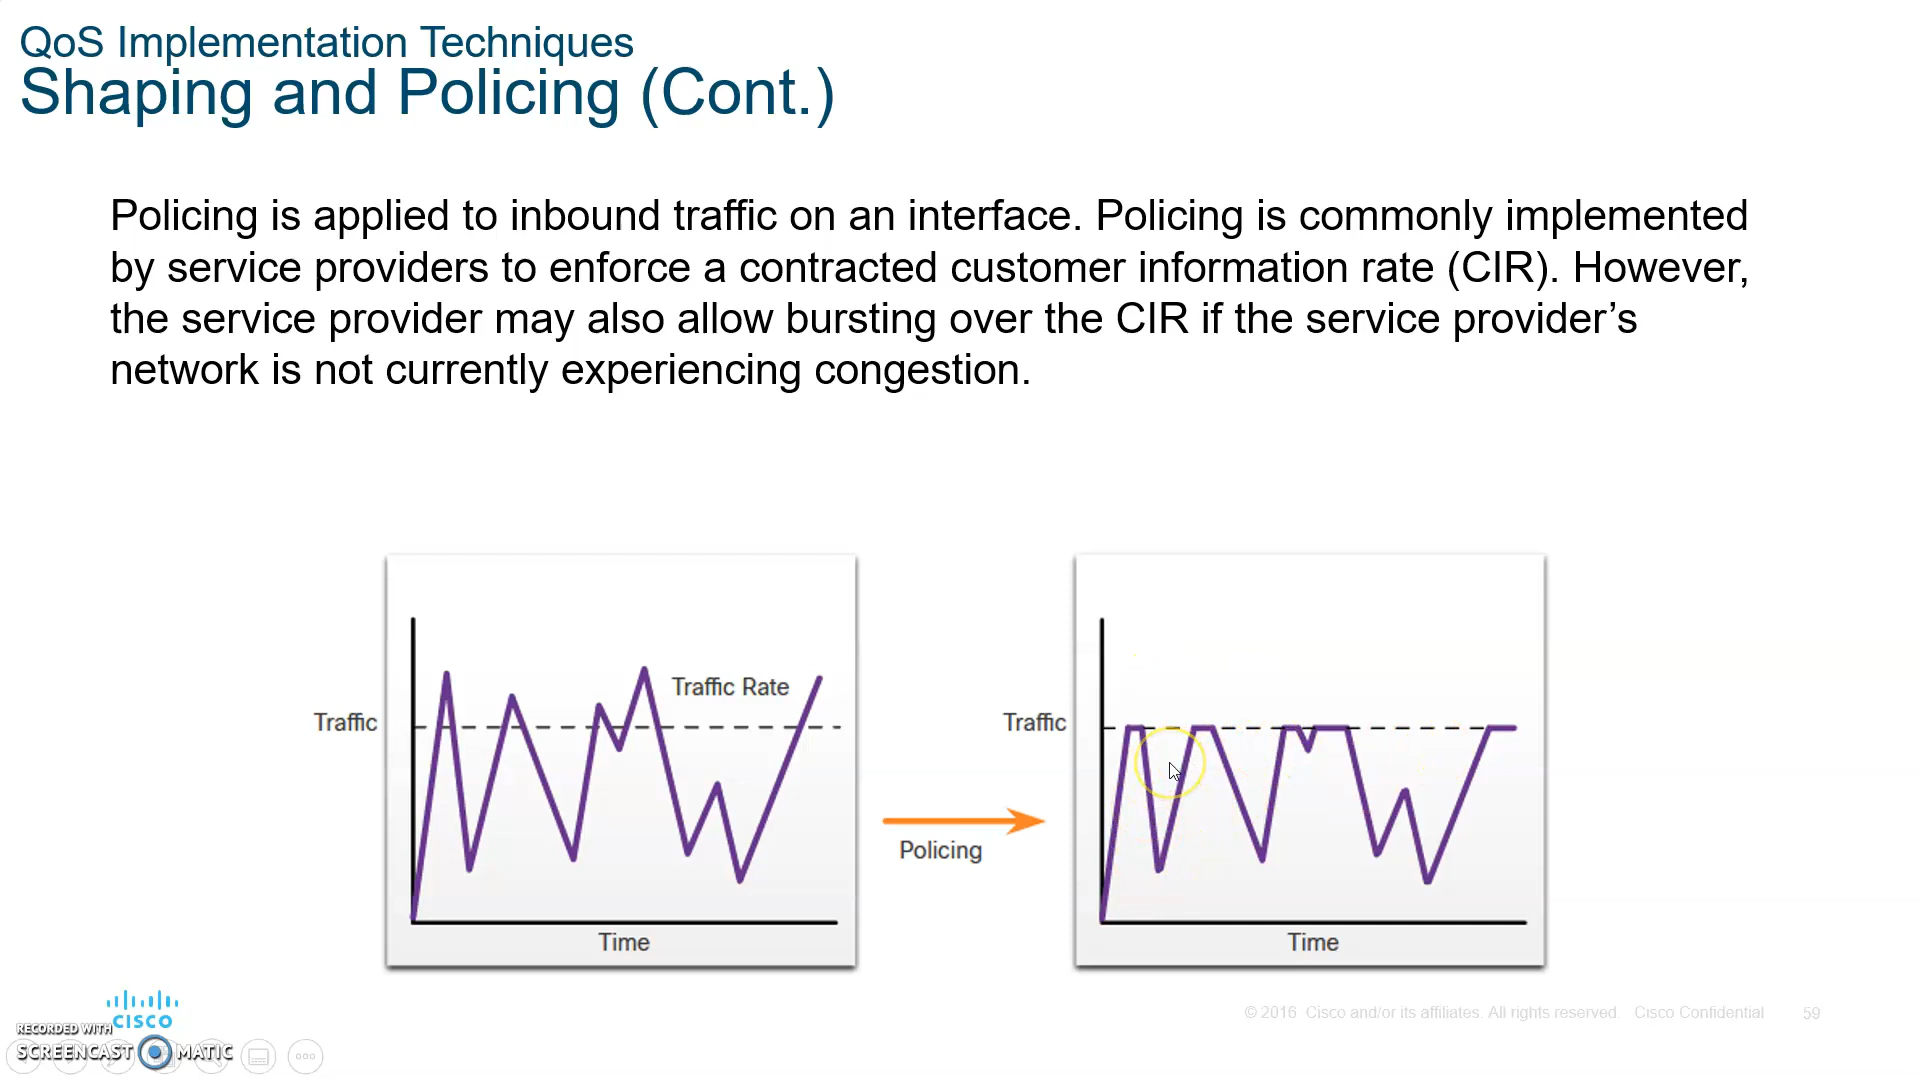 QoS Implementation Techniques
Shaping and Policing (Cont.)
Policing is applied to inbound traffic on an interface. Policing is commonly implemented
by service providers to enforce a contracted customer information rate (CIR). However,
the service provider may also allow bursting over the CIR if the service provider’s
network is not currently experiencing congestion.
Traffic Rate
Traffic
Time
Policing
Traffic
Time
CISCO
RECORDED WITH
SCREENCAST MATIC
© 2016 Cisco and/or its affiliates. All rights reserved. Cisco Confidential 59